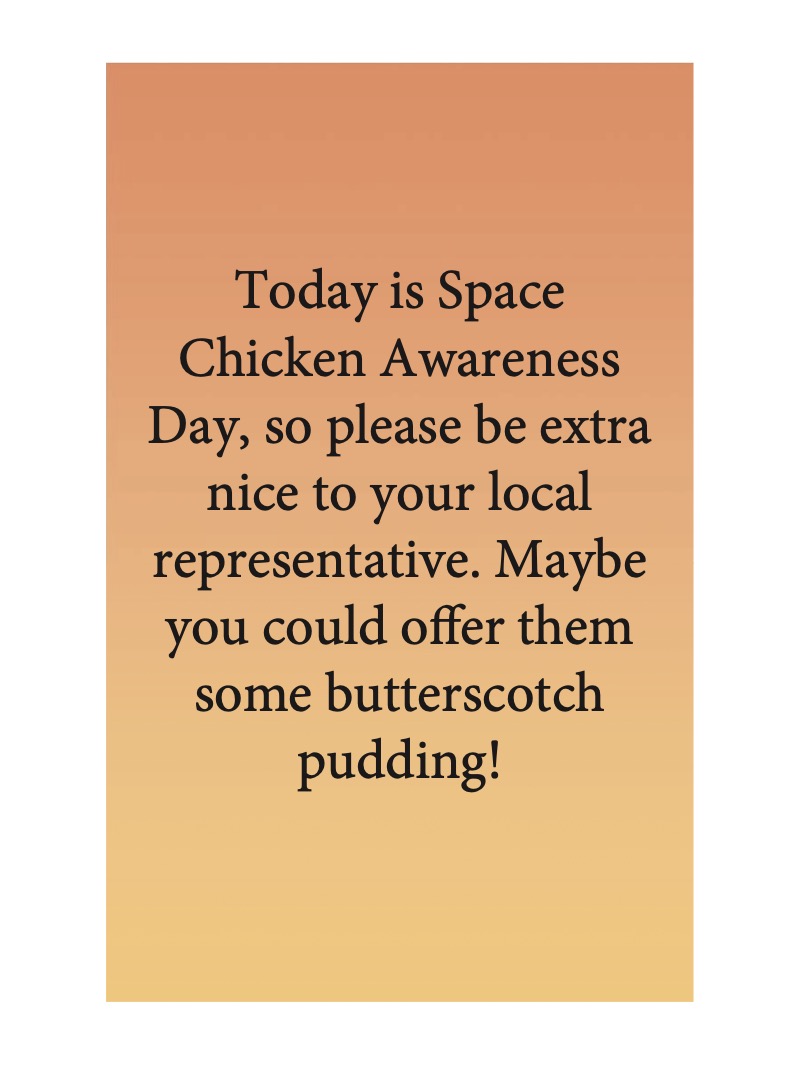 Today is Space
Chicken Awareness
Day, so please be extra
nice to your local
representative. Maybe
you could offer them
some butterscotch
pudding!